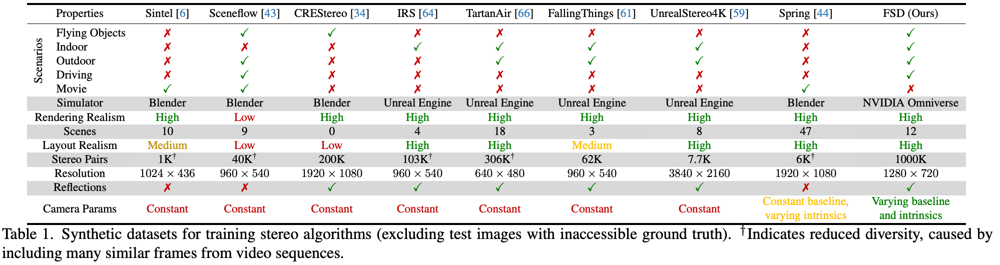 Properties Sintel [6] Sceneflow [43] CREStereo [34] IRS [64] TartanAir [66] FallingThings [61] UnrealStereo4K [59] Spring [44] FSD (Ours)
Scenarios
Flying Objects ✗ ✓ ✓ ✗ ✗ ✗ ✗ ✗ ✓
Indoor ✗ ✗ ✗ ✓ ✓ ✓ ✓ ✗ ✓
Outdoor ✗ ✓ ✗ ✗ ✓ ✓ ✓ ✗ ✓
Driving ✗ ✓ ✗ ✗ ✗ ✗ ✗ ✗ ✓
Movie ✓ ✓ ✗ ✗ ✗ ✗ ✗ ✓ ✗
Simulator Blender Blender Blender Unreal Engine Unreal Engine Unreal Engine Unreal Engine Blender NVIDIA Omniverse
Rendering Realism High Low High High High High High High High
Scenes 10 9 0 4 18 3 8 47 12
Layout Realism Medium Low Low High High Medium High High High
Stereo Pairs 1K† 40K† 200K 103K† 306K† 62K 7.7K 6K† 1000K
Resolution 1024 × 436 960 × 540 1920 × 1080 960 × 540 640 × 480 960 × 540 3840 × 2160 1920 × 1080 1280 × 720
Reflections ✗ ✗ ✓ ✓ ✓ ✓ ✓ ✗ ✓
Camera Params Constant Constant Constant Constant Constant Constant Constant Constant baseline, varying intrinsics Varying baseline and intrinsics
Table 1. Synthetic datasets for training stereo algorithms (excluding test images with inaccessible ground truth). †Indicates reduced diversity, caused by
including many similar frames from video sequences.